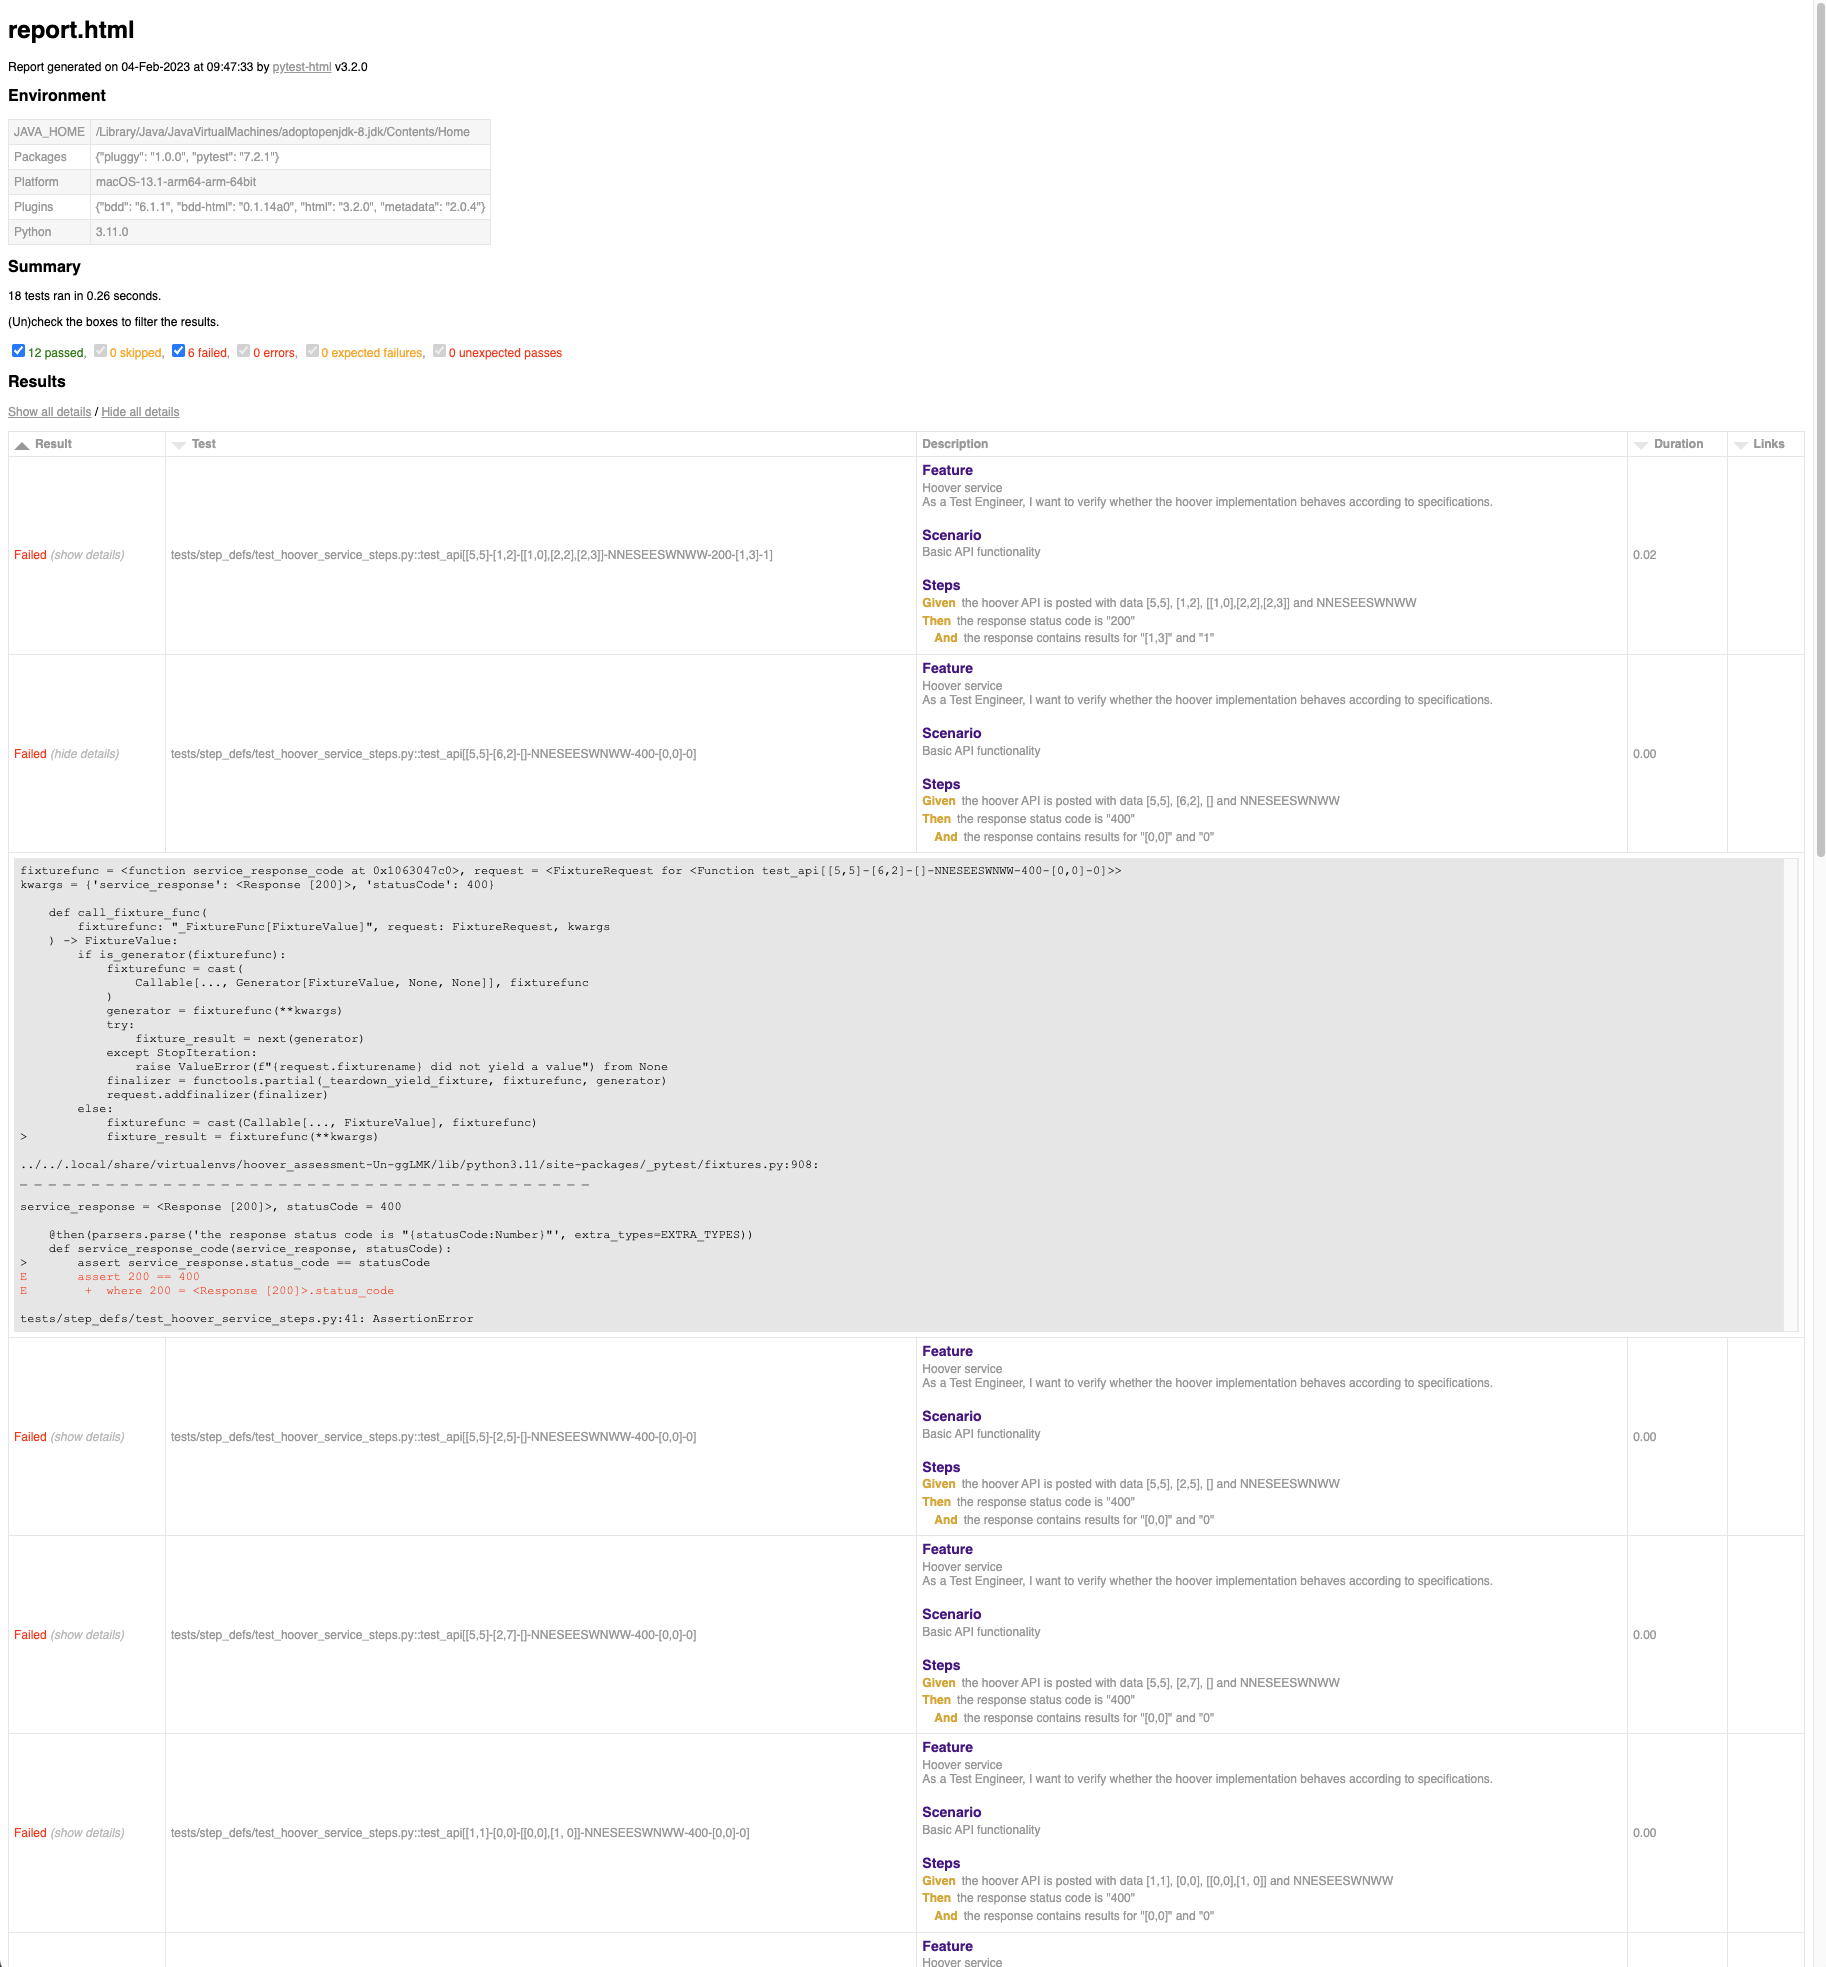 report.html
Report generated on 04-Feb-2023 at 09:47:33 by pytest-html v3.2.0
Environment
JAVA_HOME /Library/Java/JavaVirtualMachines/adoptopenjdk-8.jdk/Contents/Home
Packages {"pluggy": "1.0.0", "pytest": "7.2.1"}
Platform macOS-13.1-arm64-arm-64bit
Plugins {"bdd": "6.1.1", "bdd-html": "0.1.14a0", "html": "3.2.0", "metadata": "2.0.4"}
Python 3.11.0
Summary
18 tests ran in 0.26 seconds.
(Un)check the boxes to filter the results.
12 passed, 0 skipped, 6 failed, 0 errors, 0 expected failures, 0 unexpected passes
Results
Show all details / Hide all details
Result Test Description Duration Links
Feature
Hoover service
As a Test Engineer, I want to verify whether the hoover implementation behaves according to specifications.
Scenario
Basic API functionality
Failed (show details) tests/step_defs/test_hoover_service_steps.py::test_api[[5,5]-[1,2]-[[1,0],[2,2],[2,3]]-NNESEESWNWW-200-[1,3]-1] 0.02
Steps
Given the hoover API is posted with data [5,5], [1,2], [[1,0],[2,2],[2,3]] and NNESEESWNWW
Then the response status code is "200"
And the response contains results for "[1,3]" and "1"
Feature
Hoover service
As a Test Engineer, I want to verify whether the hoover implementation behaves according to specifications.
Scenario
Basic API functionality
Failed (hide details) tests/step_defs/test_hoover_service_steps.py::test_api[[5,5]-[6,2]-[]-NNESEESWNWW-400-[0,0]-0] 0.00
Steps
Given the hoover API is posted with data [5,5], [6,2], [] and NNESEESWNWW
Then the response status code is "400"
And the response contains results for "[0,0]" and "0"
fixturefunc = <function service_response_code at 0x1063047c0>, request = <FixtureRequest for <Function test_api[[5,5]-[6,2]-[]-NNESEESWNWW-400-[0,0]-0]>>
kwargs = {'service_response': <Response [200]>, 'statusCode': 400}
def call_fixture_func(
fixturefunc: "_FixtureFunc[FixtureValue]", request: FixtureRequest, kwargs
) -> FixtureValue:
if is_generator(fixturefunc):
fixturefunc = cast(
Callable[..., Generator[FixtureValue, None, None]], fixturefunc
)
generator = fixturefunc(**kwargs)
try:
fixture_result = next(generator)
except StopIteration:
raise ValueError(f"{request.fixturename} did not yield a value") from None
finalizer = functools.partial(_teardown_yield_fixture, fixturefunc, generator)
request.addfinalizer(finalizer)
else:
fixturefunc = cast(Callable[..., FixtureValue], fixturefunc)
> fixture_result = fixturefunc(**kwargs)
../../.local/share/virtualenvs/hoover_assessment-Un-ggLMK/lib/python3.11/site-packages/_pytest/fixtures.py:908:
_ _ _ _ _ _ _ _ _ _ _ _ _ _ _ _ _ _ _ _ _ _ _ _ _ _ _ _ _ _ _ _ _ _ _ _ _ _ _ _
service_response = <Response [200]>, statusCode = 400
@then(parsers.parse('the response status code is "{statusCode:Number}"', extra_types=EXTRA_TYPES))
def service_response_code(service_response, statusCode):
> assert service_response.status_code == statusCode
E assert 200 == 400
E + where 200 = <Response [200]>.status_code
tests/step_defs/test_hoover_service_steps.py:41: AssertionError
Feature
Hoover service
As a Test Engineer, I want to verify whether the hoover implementation behaves according to specifications.
Scenario
Basic API functionality
Failed (show details) tests/step_defs/test_hoover_service_steps.py::test_api[[5,5]-[2,5]-[]-NNESEESWNWW-400-[0,0]-0] 0.00
Steps
Given the hoover API is posted with data [5,5], [2,5], [] and NNESEESWNWW
Then the response status code is "400"
And the response contains results for "[0,0]" and "0"
Feature
Hoover service
As a Test Engineer, I want to verify whether the hoover implementation behaves according to specifications.
Scenario
Basic API functionality
Failed (show details) tests/step_defs/test_hoover_service_steps.py::test_api[[5,5]-[2,7]-[]-NNESEESWNWW-400-[0,0]-0] 0.00
Steps
Given the hoover API is posted with data [5,5], [2,7], [] and NNESEESWNWW
Then the response status code is "400"
And the response contains results for "[0,0]" and "0"
Feature
Hoover service
As a Test Engineer, I want to verify whether the hoover implementation behaves according to specifications.
Scenario
Basic API functionality
Failed (show details) tests/step_defs/test_hoover_service_steps.py::test_api[[1,1]-[0,0]-[[0,0],[1, 0]]-NNESEESWNWW-400-[0,0]-0] 0.00
Steps
Given the hoover API is posted with data [1,1], [0,0], [[0,0],[1, 0]] and NNESEESWNWW
Then the response status code is "400"
And the response contains results for "[0,0]" and "0"
Feature
Hoover service